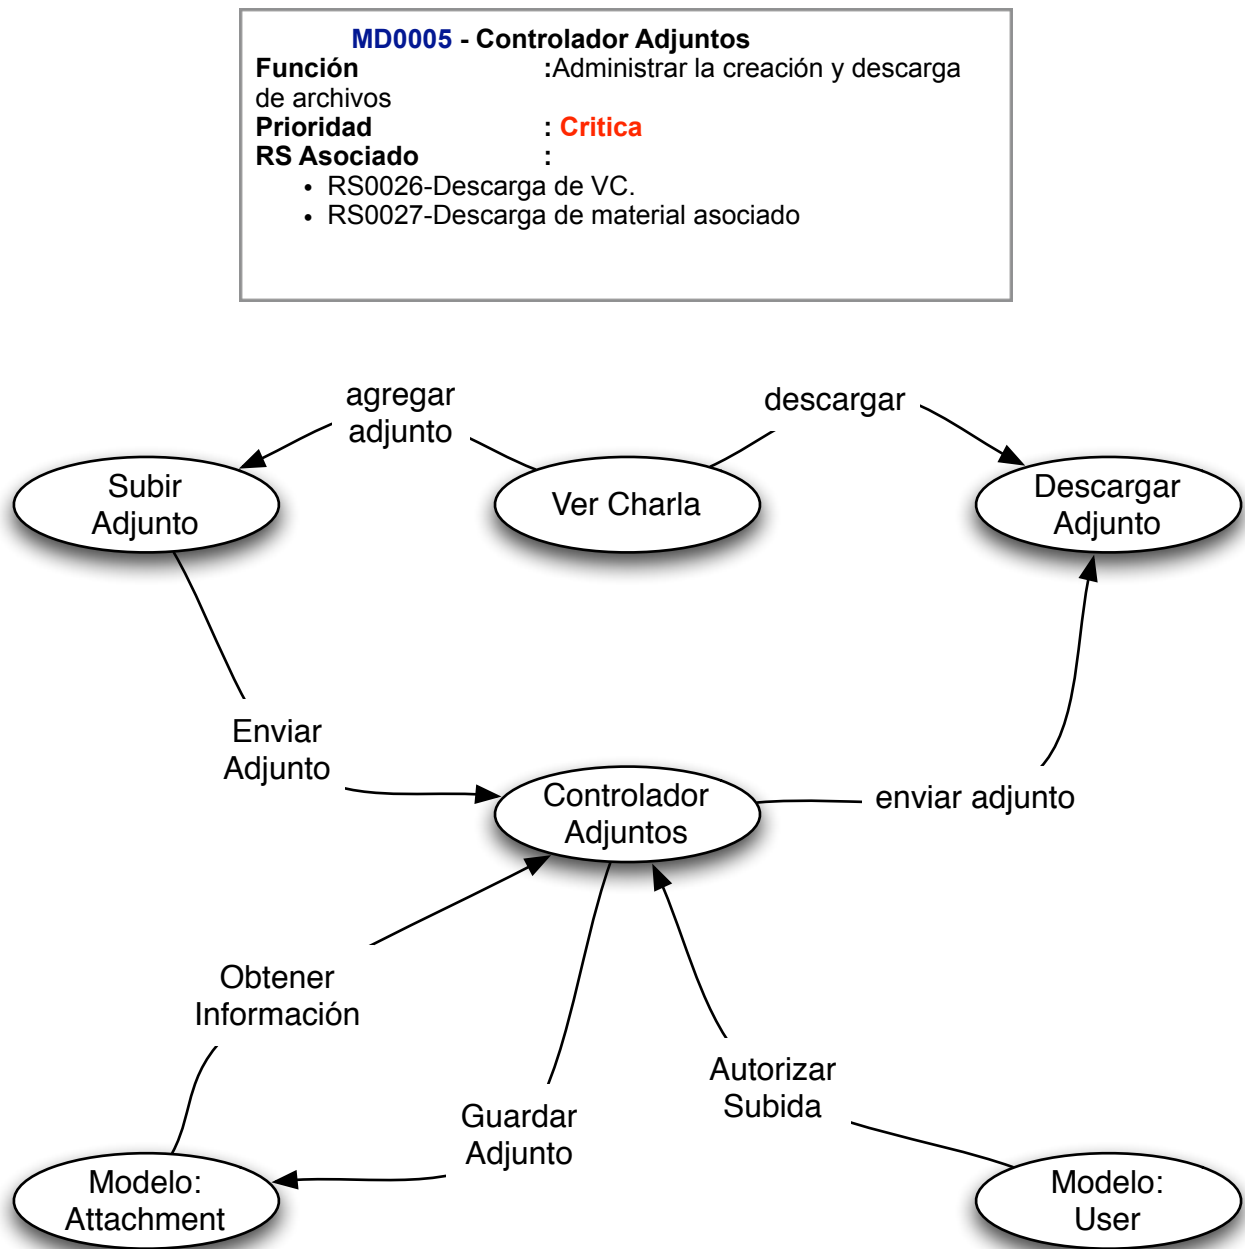 MD0005 - Controlador Adjuntos
Función :Administrar la creación y descarga
de archivos
Prioridad : Critica
RS Asociado :
• RS0026-Descarga de VC.
• RS0027-Descarga de material asociado
agregar
adjunto
descargar
Subir
Adjunto
Ver Charla
Descargar
Adjunto
Enviar
Adjunto
Controlador
Adjuntos
enviar adjunto
Obtener
Información
Autorizar
Subida
Guardar
Adjunto
Modelo:
Attachment
Modelo:
User